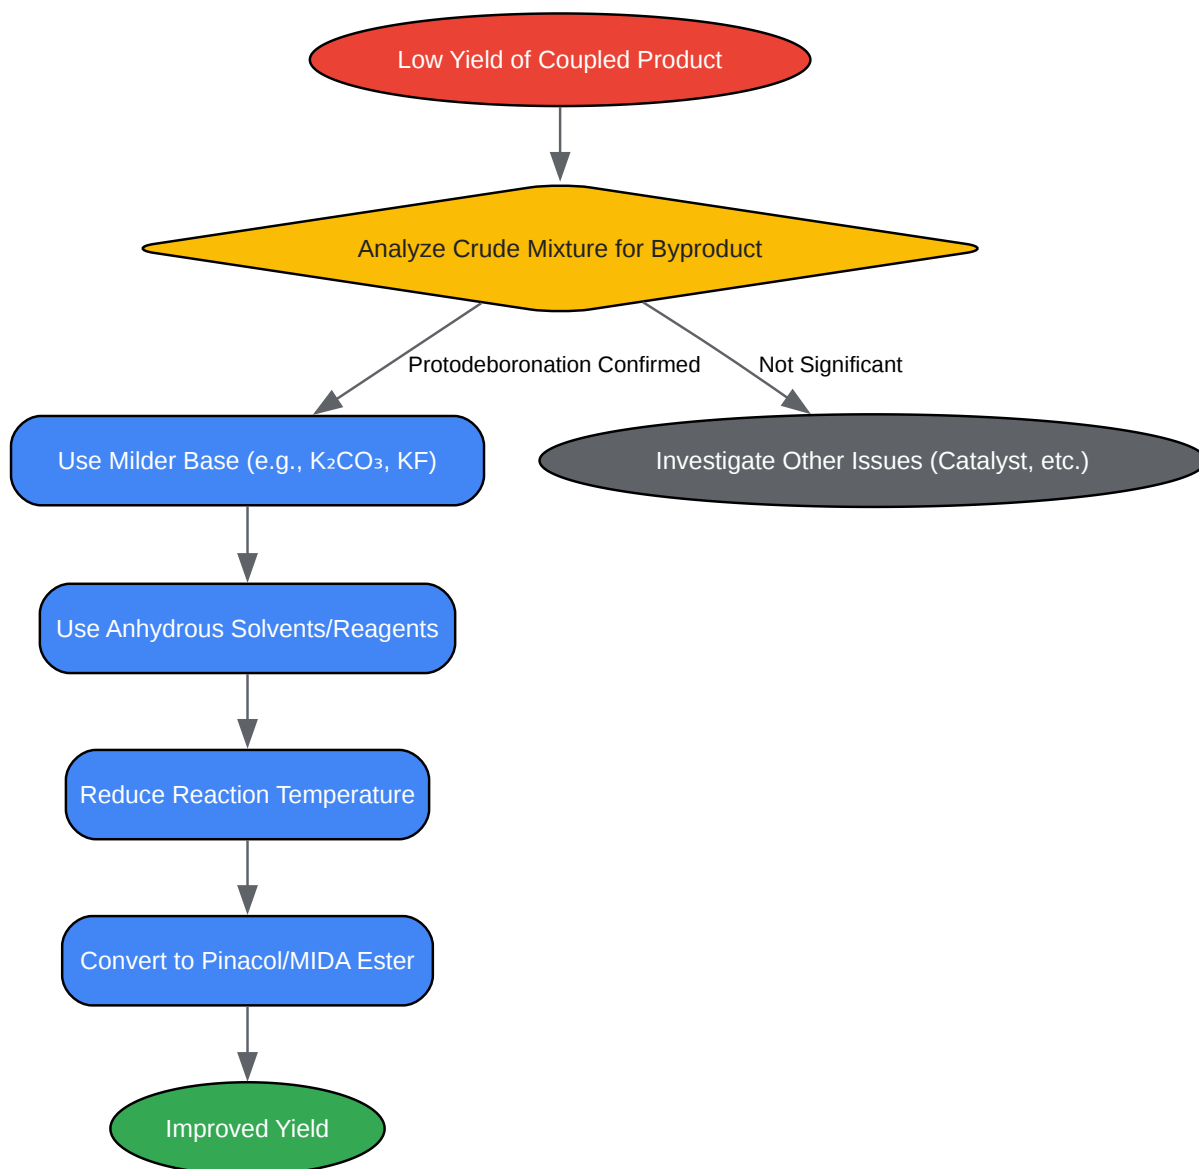 Low Yield of Coupled Product
Analyze Crude Mixture for Byproduct
Protodeboronation Confirmed
Not Significant
Use Milder Base (e.g., K₂CO₃, KF)
Investigate Other Issues (Catalyst, etc.)
Use Anhydrous Solvents/Reagents
Reduce Reaction Temperature
Convert to Pinacol/MIDA Ester
Improved Yield